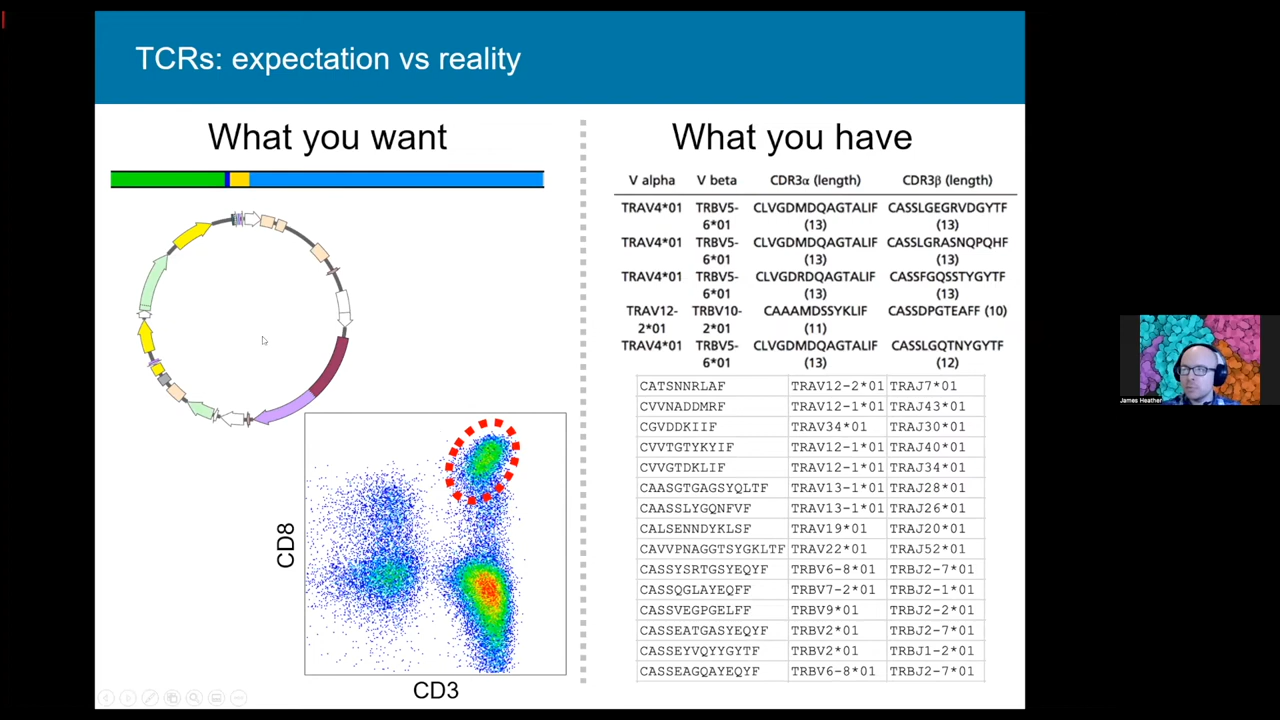 TCRs: expectation vs reality
What you want
What you have
V alpha V beta CDR3α (length) CDR3β (length)
TRAV4*01 TRBV5- CLVGDMDQAGTALIF CASSLGEGRVDGYTF
6*01 (13) (13)
TRAV4*01 TRBV5- CLVGDMDQAGTALIF CASSLGRASNQPQHF
6*01 (13) (13)
TRAV4*01 TRBV5- CLVGDRDQAGTALIF CASSFGQSSTYGYTF
6*01 (13) (13)
TRAV12- TRBV10- CAAAMDSSYKLIF CASSDPGTEAFF (10)
2*01 2*01 (11)
TRAV4*01 TRBV5- CLVGDMDQAGTALIF CASSLGQTNYGYTF
6*01 (13) (12)
CATSNNRLAF TRAV12-2*01 TRAJ7*01
CVVNADDMRF TRAV12-1*01 TRAJ43*01
CGVDDKIIF TRAV34*01 TRAJ30*01
CVVTGTYKYIF TRAV12-1*01 TRAJ40*01
CVVGTDKLIF TRAV12-1*01 TRAJ34*01
CAASGTGAGSYQLTF TRAV13-1*01 TRAJ28*01
CAASSLYGQNFVF TRAV13-1*01 TRAJ26*01
CALSENNDYKLSF TRAV19*01 TRAJ20*01
CAVVPNAGGTSYGKLTF TRAV22*01 TRAJ52*01
CASSYSRTGSYEQYF TRBV6-8*01 TRBJ2-7*01
CASSQGLAYEQFF TRBV7-2*01 TRBJ2-1*01
CASSVEGPGELFF TRBV9*01 TRBJ2-2*01
CASSEATGASYEQYF TRBV2*01 TRBJ2-7*01
CASSEYVQYYGYTF TRBV2*01 TRBJ1-2*01
CASSEAGQAYEQYF TRBV6-8*01 TRBJ2-7*01
CD8
CD3
James Heather